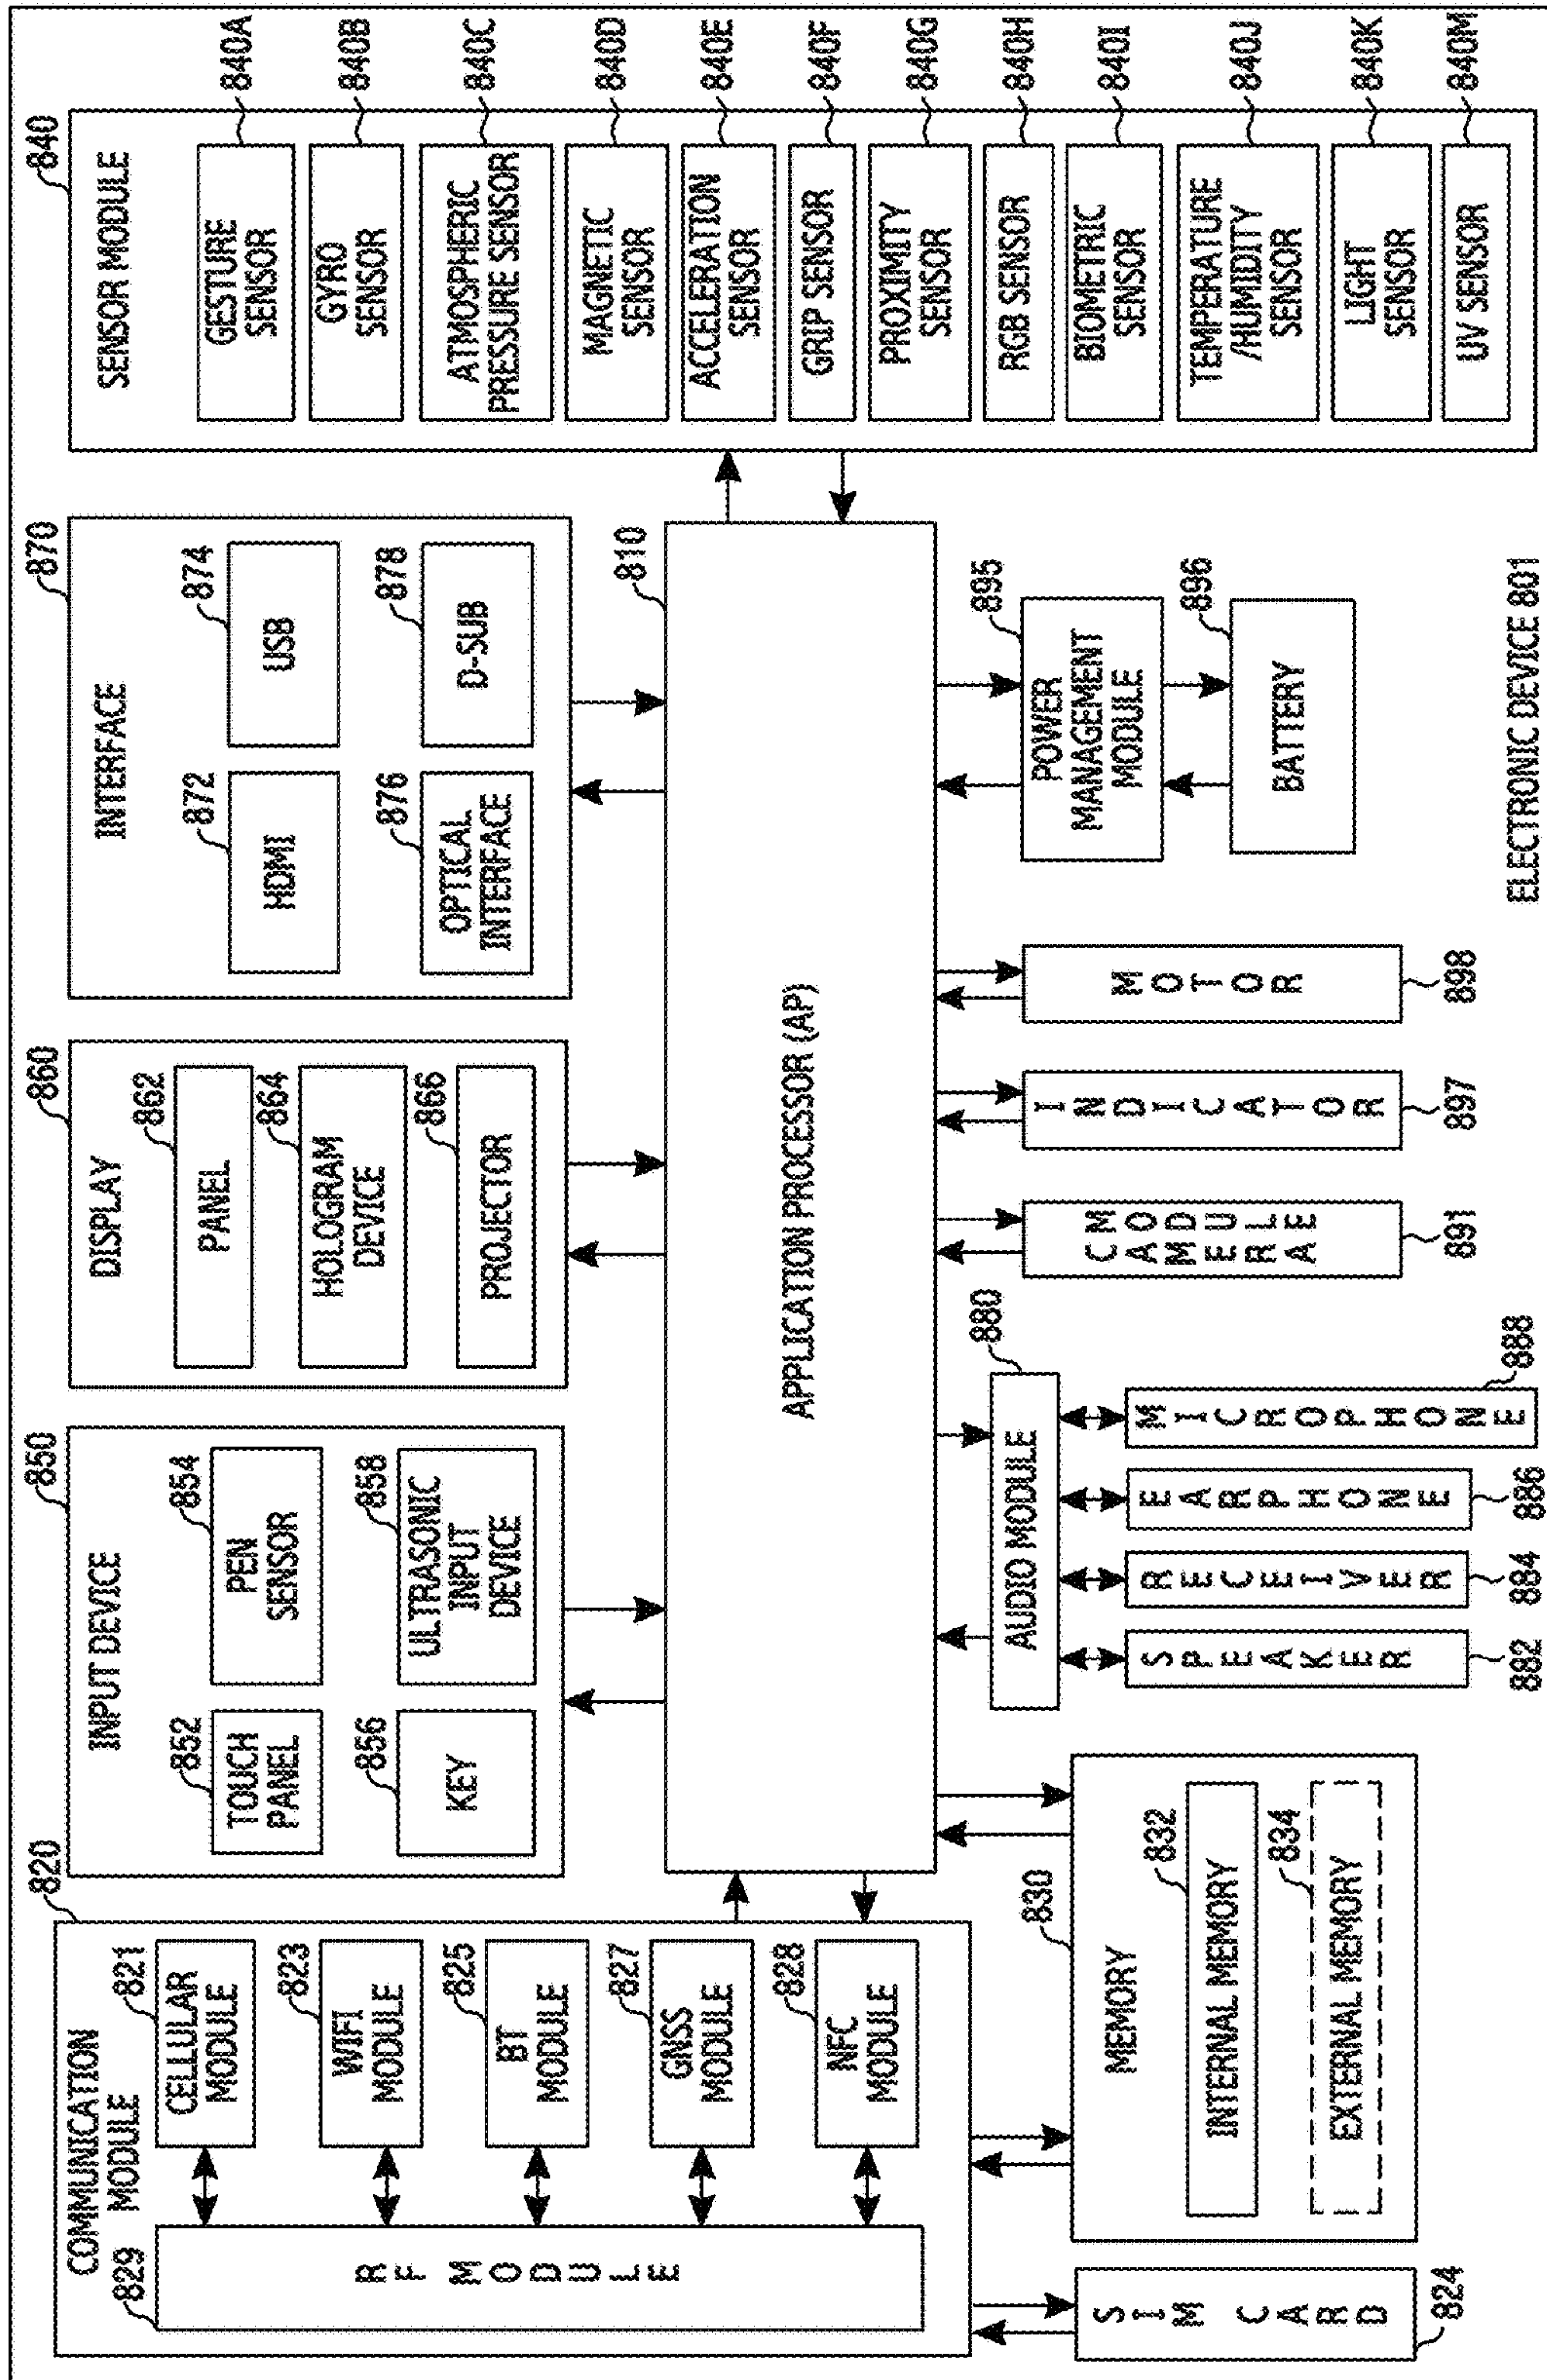 820
COMMUNICATION
MODULE
829
RF MODULE
821
CELLULAR
MODULE
823
WIFI
MODULE
825
BT
MODULE
827
GNSS
MODULE
828
NFC
MODULE
850
INPUT DEVICE
852
TOUCH
PANEL
854
PEN
SENSOR
856
KEY
858
ULTRASONIC
INPUT
DEVICE
860
DISPLAY
862
PANEL
864
HOLOGRAM
DEVICE
866
PROJECTOR
870
INTERFACE
872
HDMI
874
USB
876
OPTICAL
INTERFACE
878
D-SUB
840
SENSOR MODULE
GESTURE
SENSOR
840A
GYRO
SENSOR
840B
ATMOSPHERIC
PRESSURE SENSOR
840C
MAGNETIC
SENSOR
840D
ACCELERATION
SENSOR
840E
GRIP SENSOR
840F
PROXIMITY
SENSOR
840G
RGB SENSOR
840H
BIOMETRIC
SENSOR
840I
TEMPERATURE
/HUMIDITY
SENSOR
840J
LIGHT
SENSOR
840K
UV SENSOR
840M
810
APPLICATION PROCESSOR (AP)
SIM CARD
824
830
MEMORY
832
INTERNAL MEMORY
834
EXTERNAL MEMORY
880
AUDIO MODULE
SPEAKER
882
RECEIVER
884
EARPHONE
886
MICROPHONE
888
CAMERA
MODULE
891
INDICATOR
897
MOTOR
898
895
POWER
MANAGEMENT
MODULE
896
BATTERY
ELECTRONIC DEVICE 801